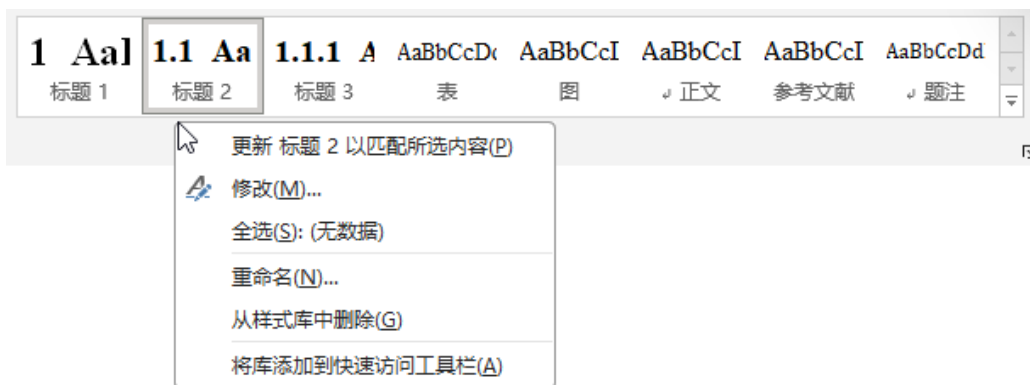 1 Aal 1.1 Aa 1.1.1 A AaBbCcD AaBbCcI AaBbCcI AaBbCcI AaBbCcDd
标题 1 标题 2 标题 3 表 图 ↲ 正文 参考文献 ↲ 题注
更新 标题 2 以匹配所选内容(P)
修改(M)...
全选(S): (无数据)
重命名(N)...
从样式库中删除(G)
将库添加到快速访问工具栏(A)